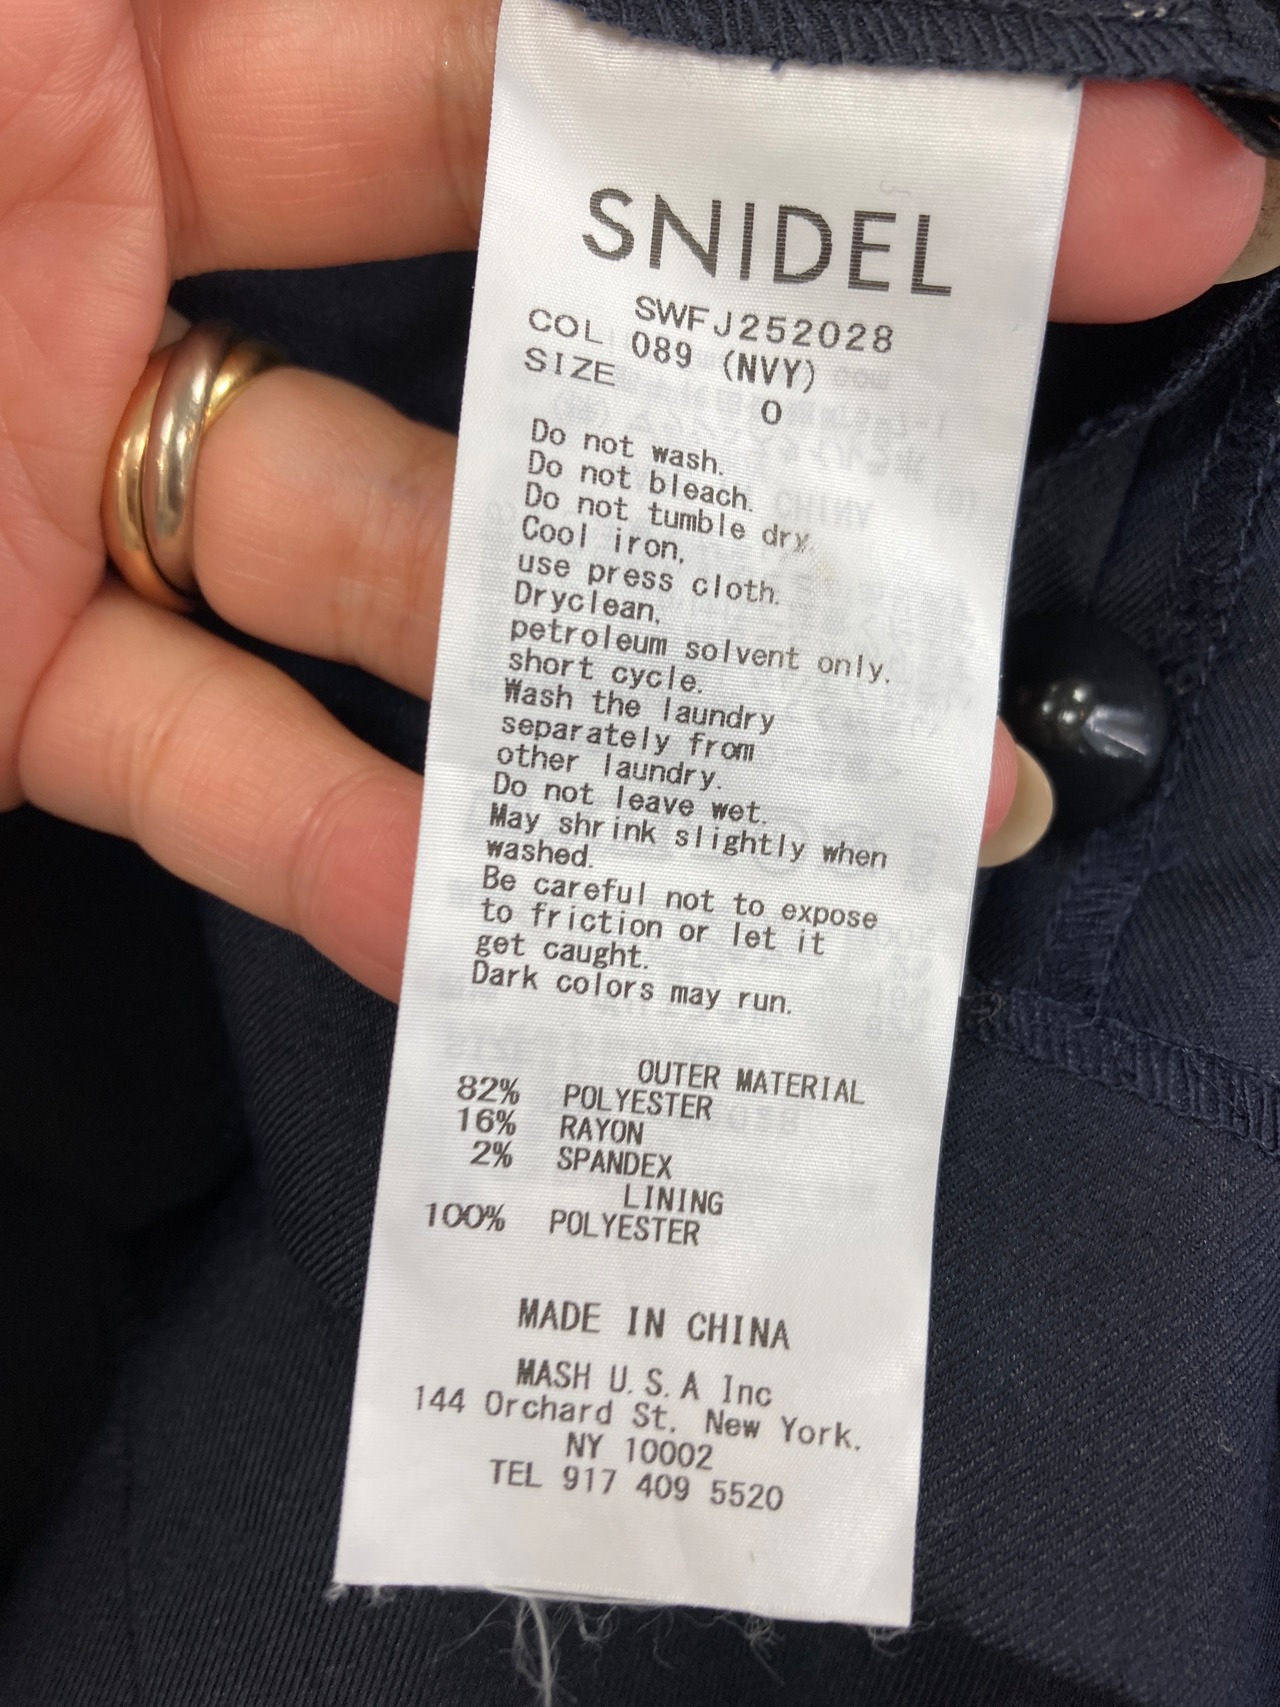 SNIDEL
SWFJ252028
COL 089 (NVY)
SIZE 0
Do not wash.
Do not bleach.
Do not tumble dry.
Cool iron,
use press cloth.
Dryclean,
petroleum solvent only.
short cycle.
Wash the laundry
separately from
other laundry.
Do not leave wet.
May shrink slightly when
washed.
Be careful not to expose
to friction or let it
get caught.
Dark colors may run.
OUTER MATERIAL
82% POLYESTER
16% RAYON
2% SPANDEX
LINING
100% POLYESTER
MADE IN CHINA
MASH U.S.A Inc
144 Orchard St. New York.
NY 10002
TEL 917 409 5520